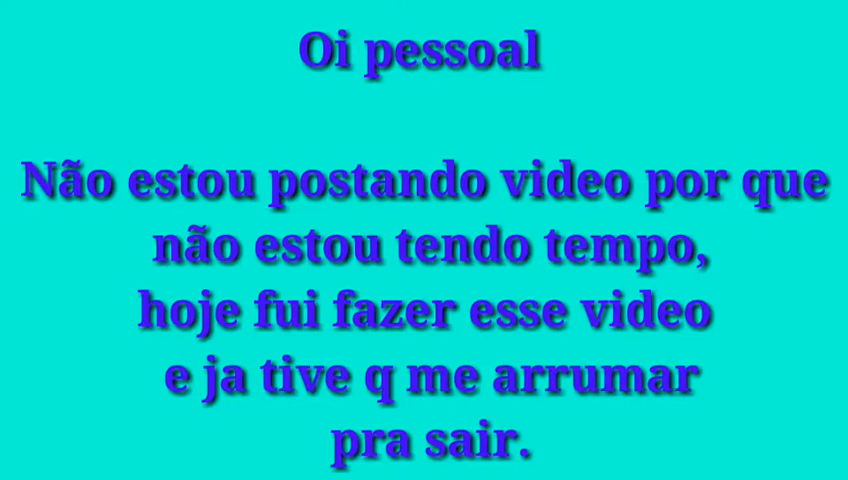 Oi pessoal
Não estou postando video por que
não estou tendo tempo,
hoje fui fazer esse video
e ja tive q me arrumar
pra sair.